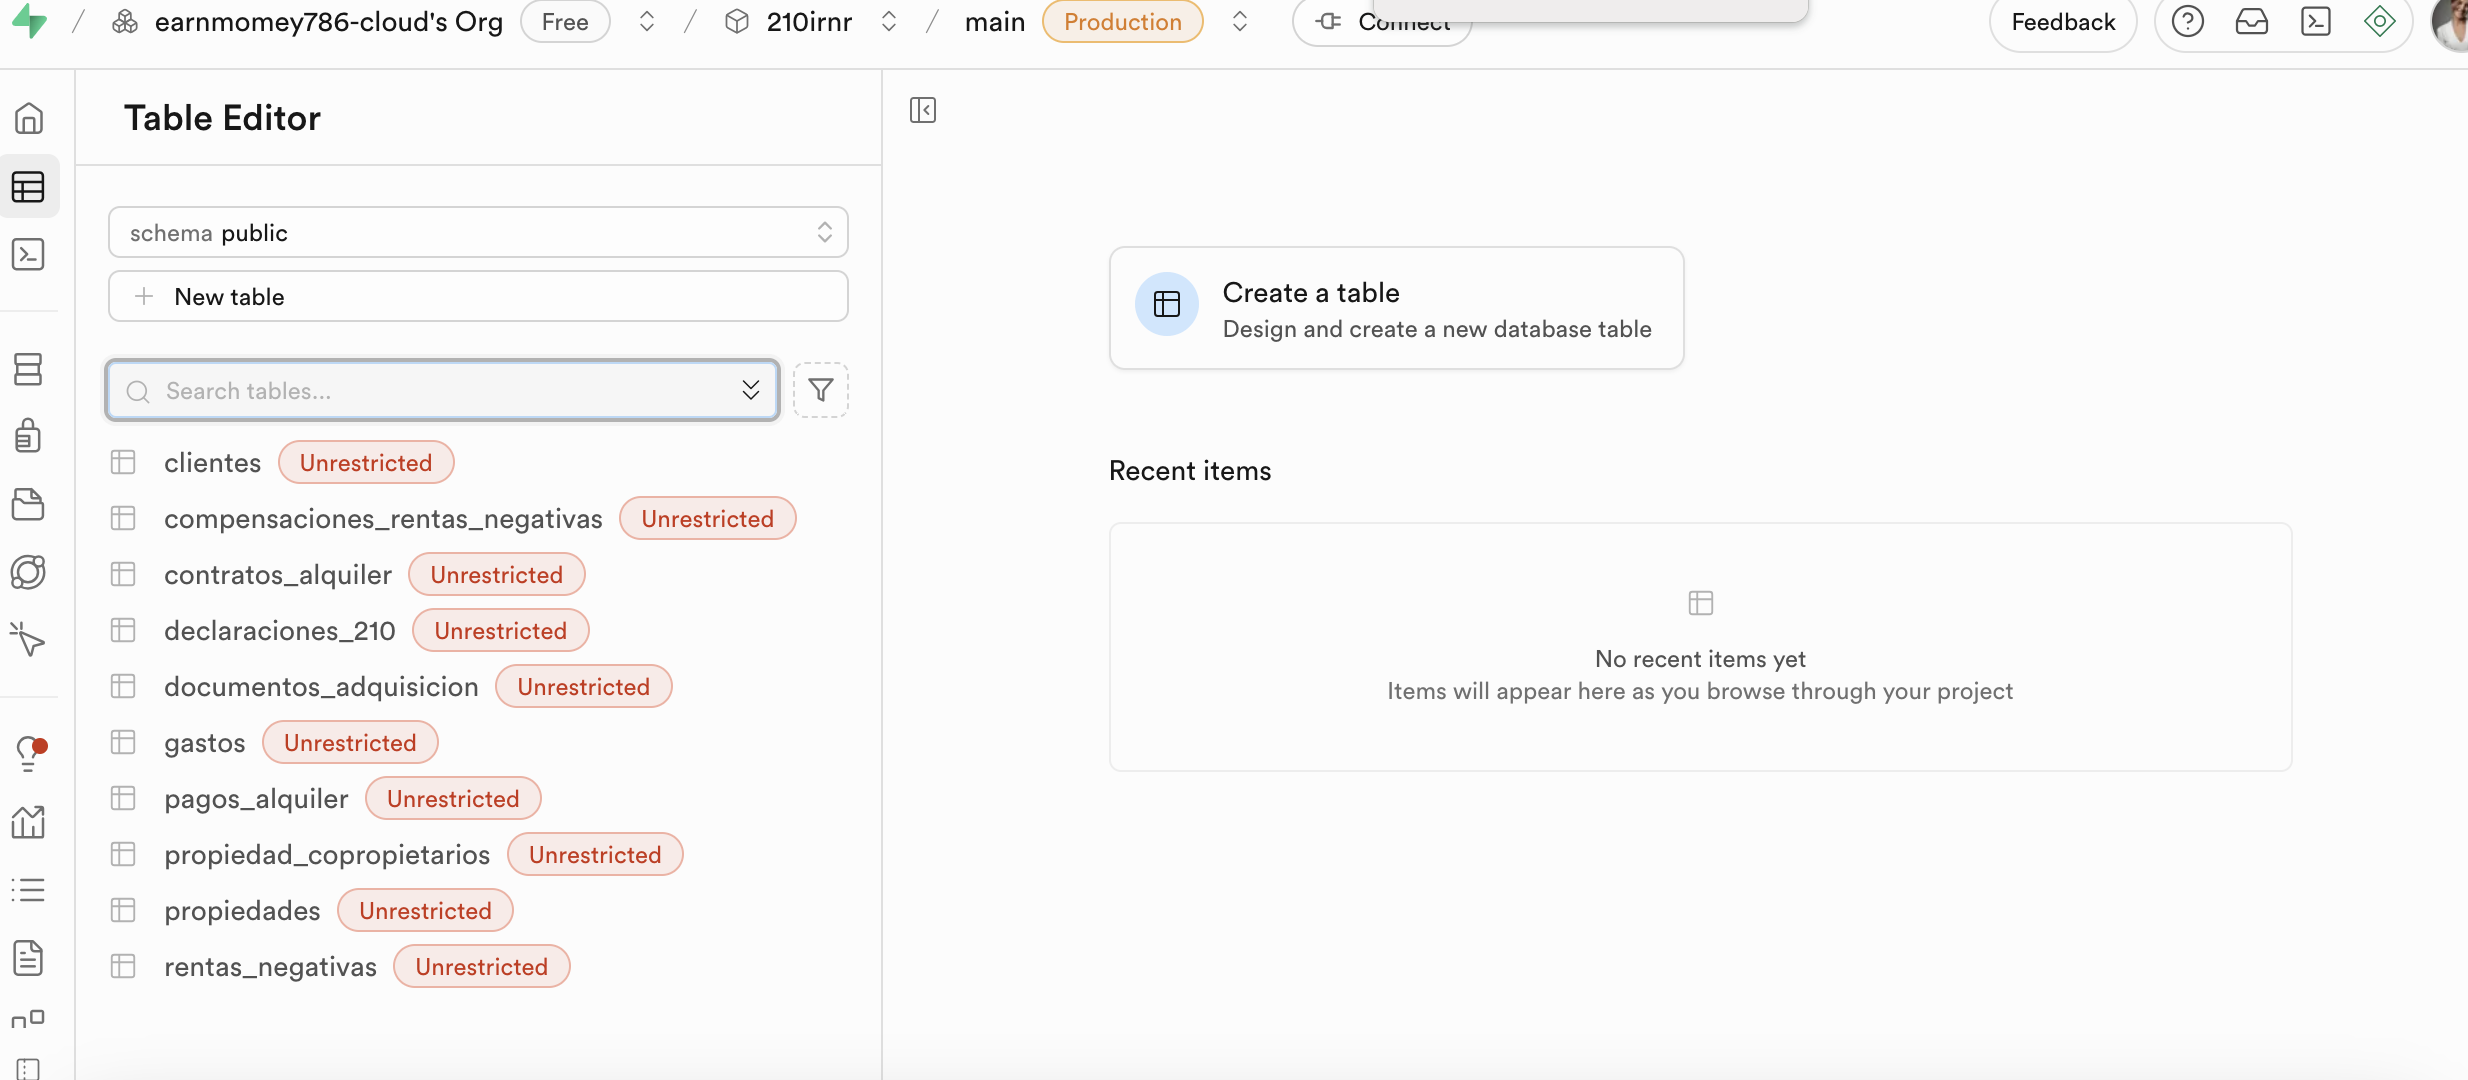 earnmomey786-cloud's Org Free 210irnr main Production Connect Feedback
Table Editor
schema public
New table
Search tables...
clientes Unrestricted
compensaciones_rentas_negativas Unrestricted
contratos_alquiler Unrestricted
declaraciones_210 Unrestricted
documentos_adquisicion Unrestricted
gastos Unrestricted
pagos_alquiler Unrestricted
propiedad_copropietarios Unrestricted
propiedades Unrestricted
rentas_negativas Unrestricted
Create a table
Design and create a new database table
Recent items
No recent items yet
Items will appear here as you browse through your project